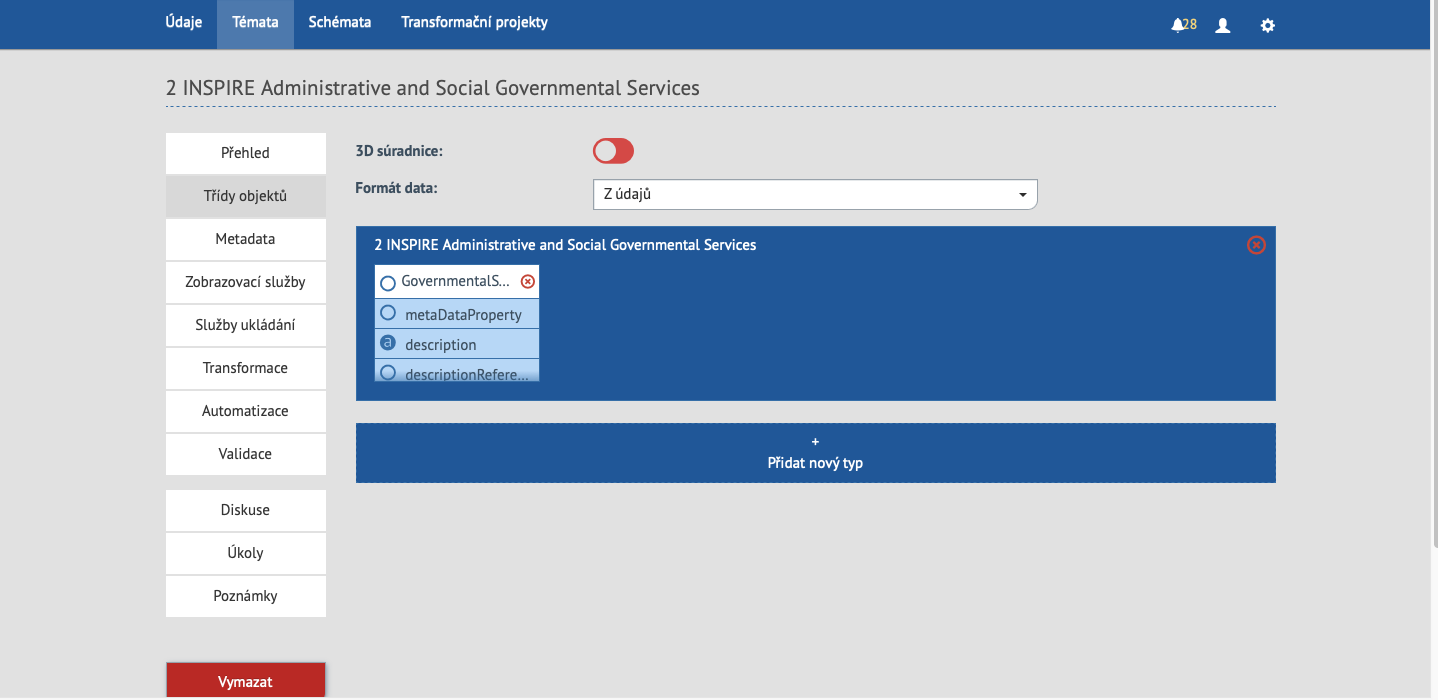 Údaje
Témata
Schémata
Transformační projekty
28
2 INSPIRE Administrative and Social Governmental Services
Přehled
Třídy objektů
Metadata
Zobrazovací služby
Služby ukládání
Transformace
Automatizace
Validace
Diskuse
Úkoly
Poznámky
Vymazat
3D súradnice:
Formát data:
Z údajů
2 INSPIRE Administrative and Social Governmental Services
GovernmentalS...
metaDataProperty
a description
descriptionRefere...
+
Přidat nový typ